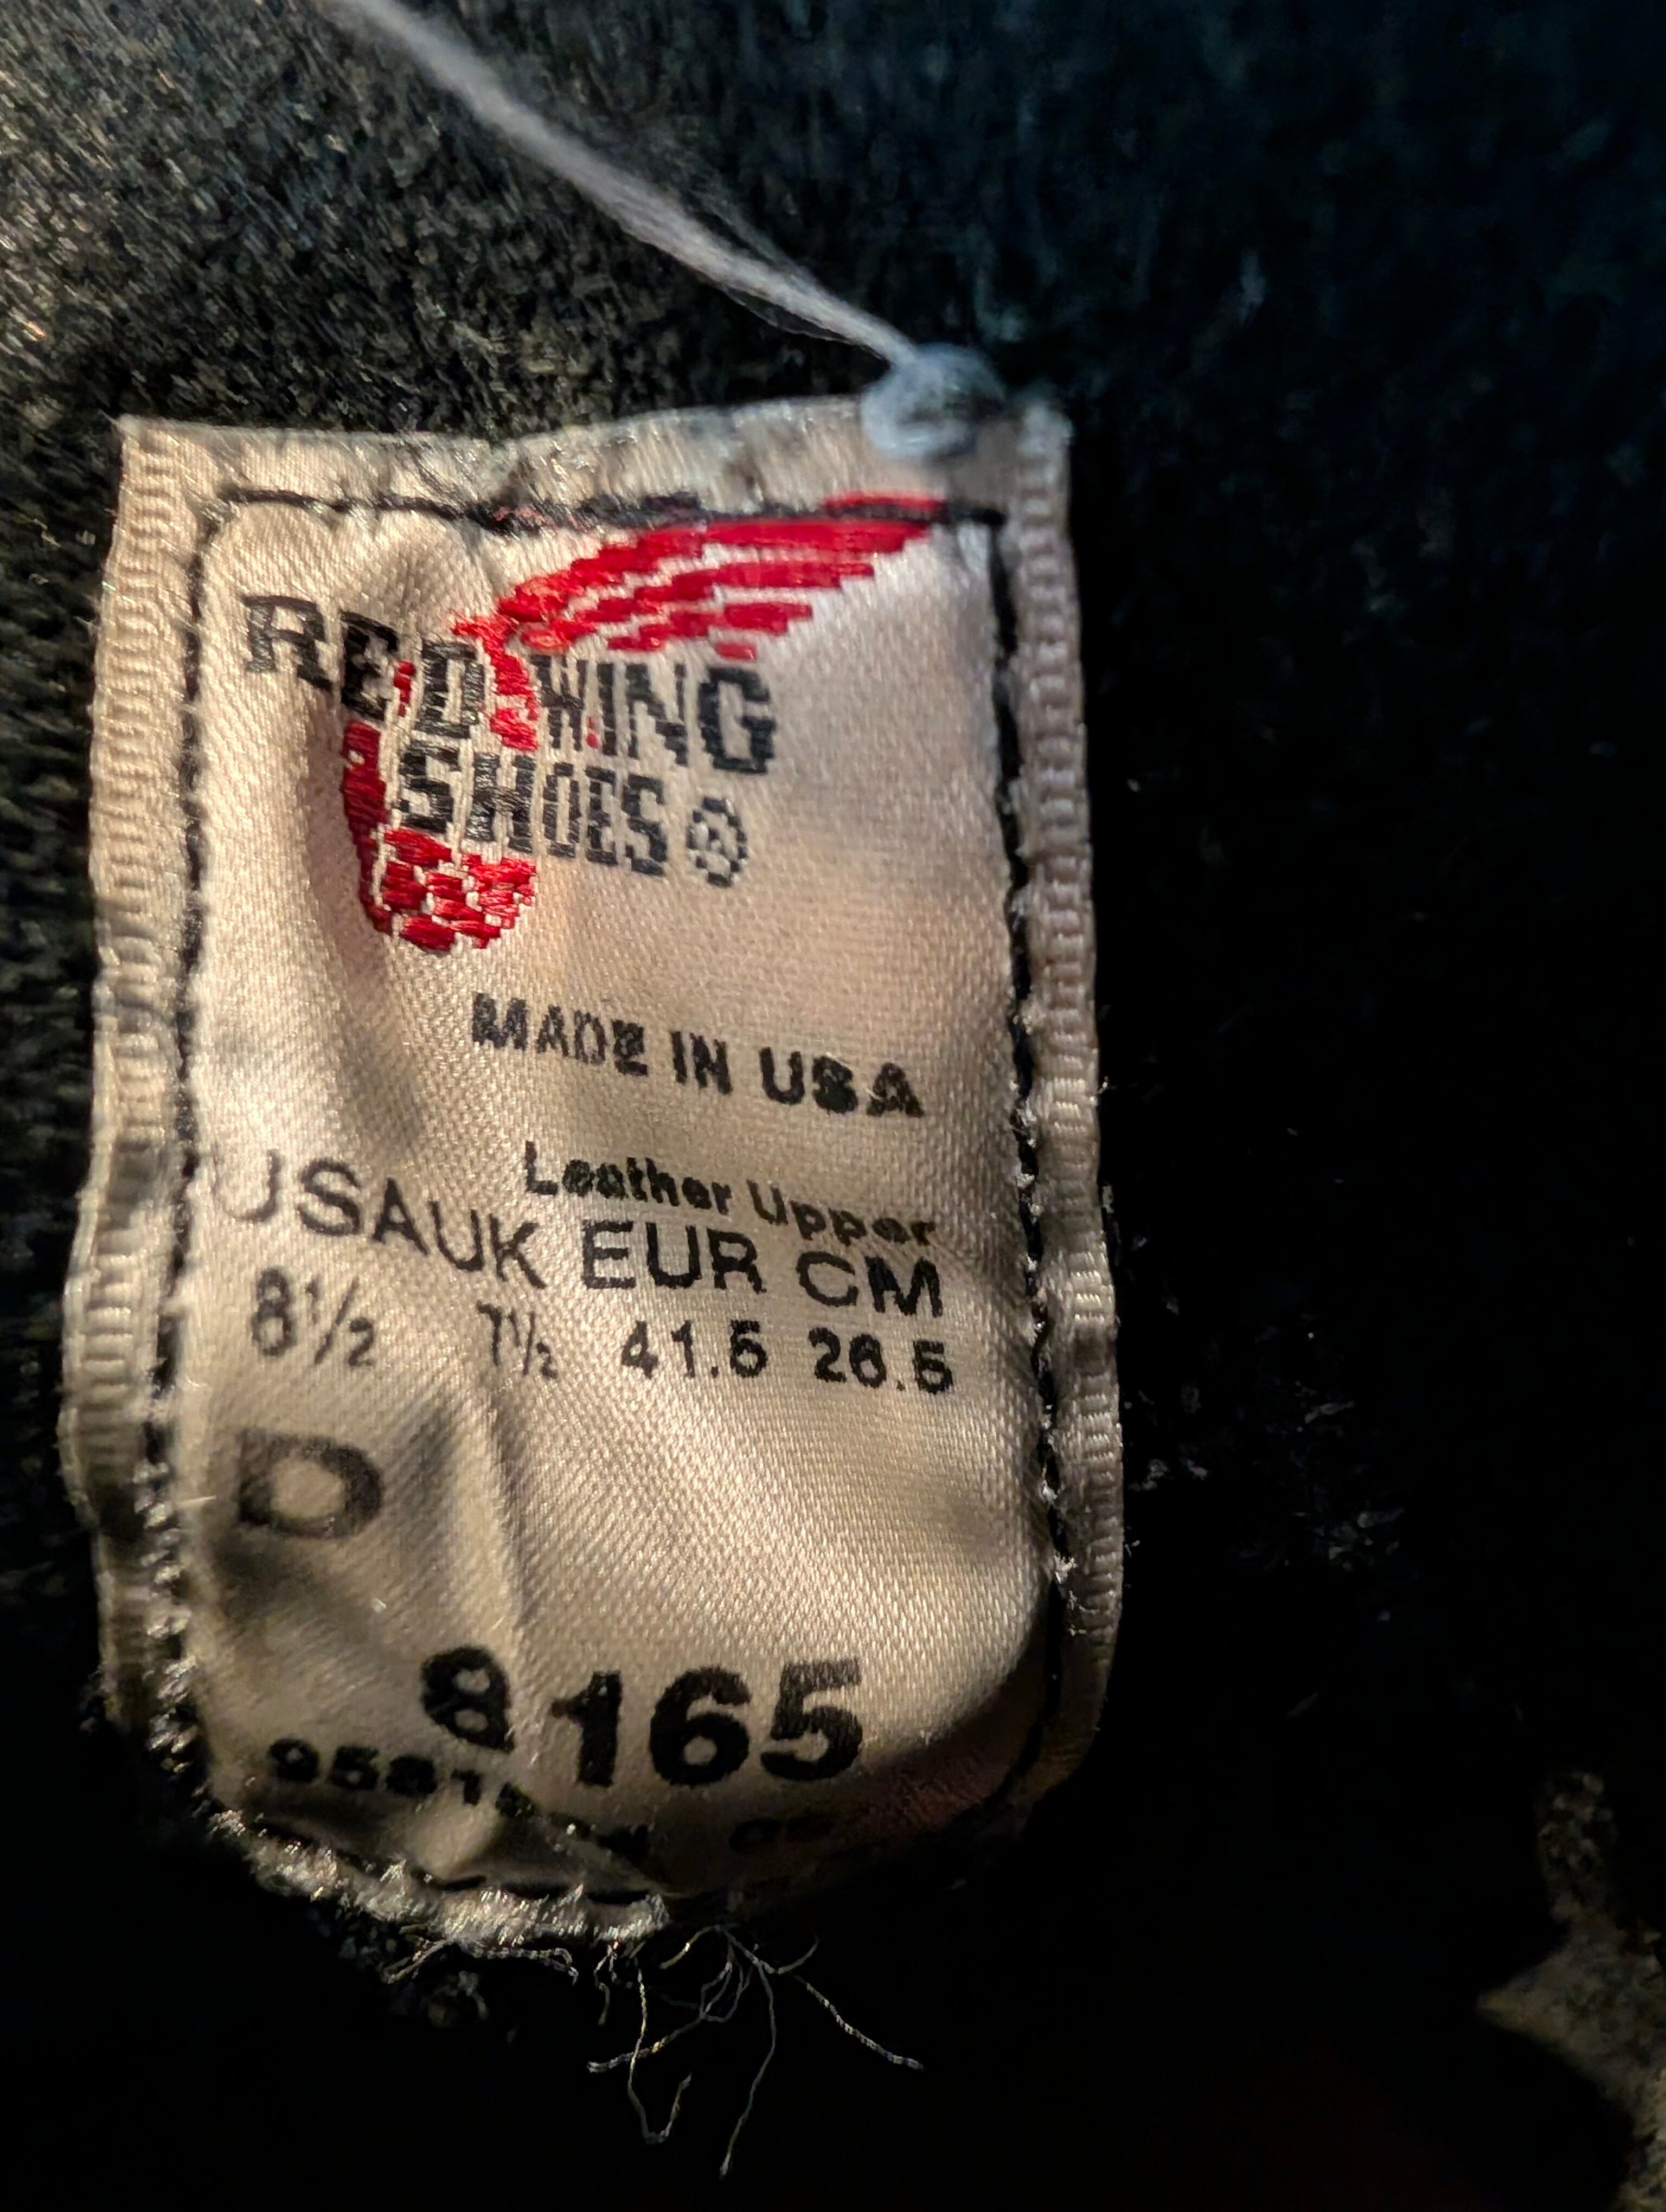 RED WING
SHOES ®
MADE IN USA
Leather Upper
USA UK EUR CM
8½ 7½ 41.5 26.5
D
8165